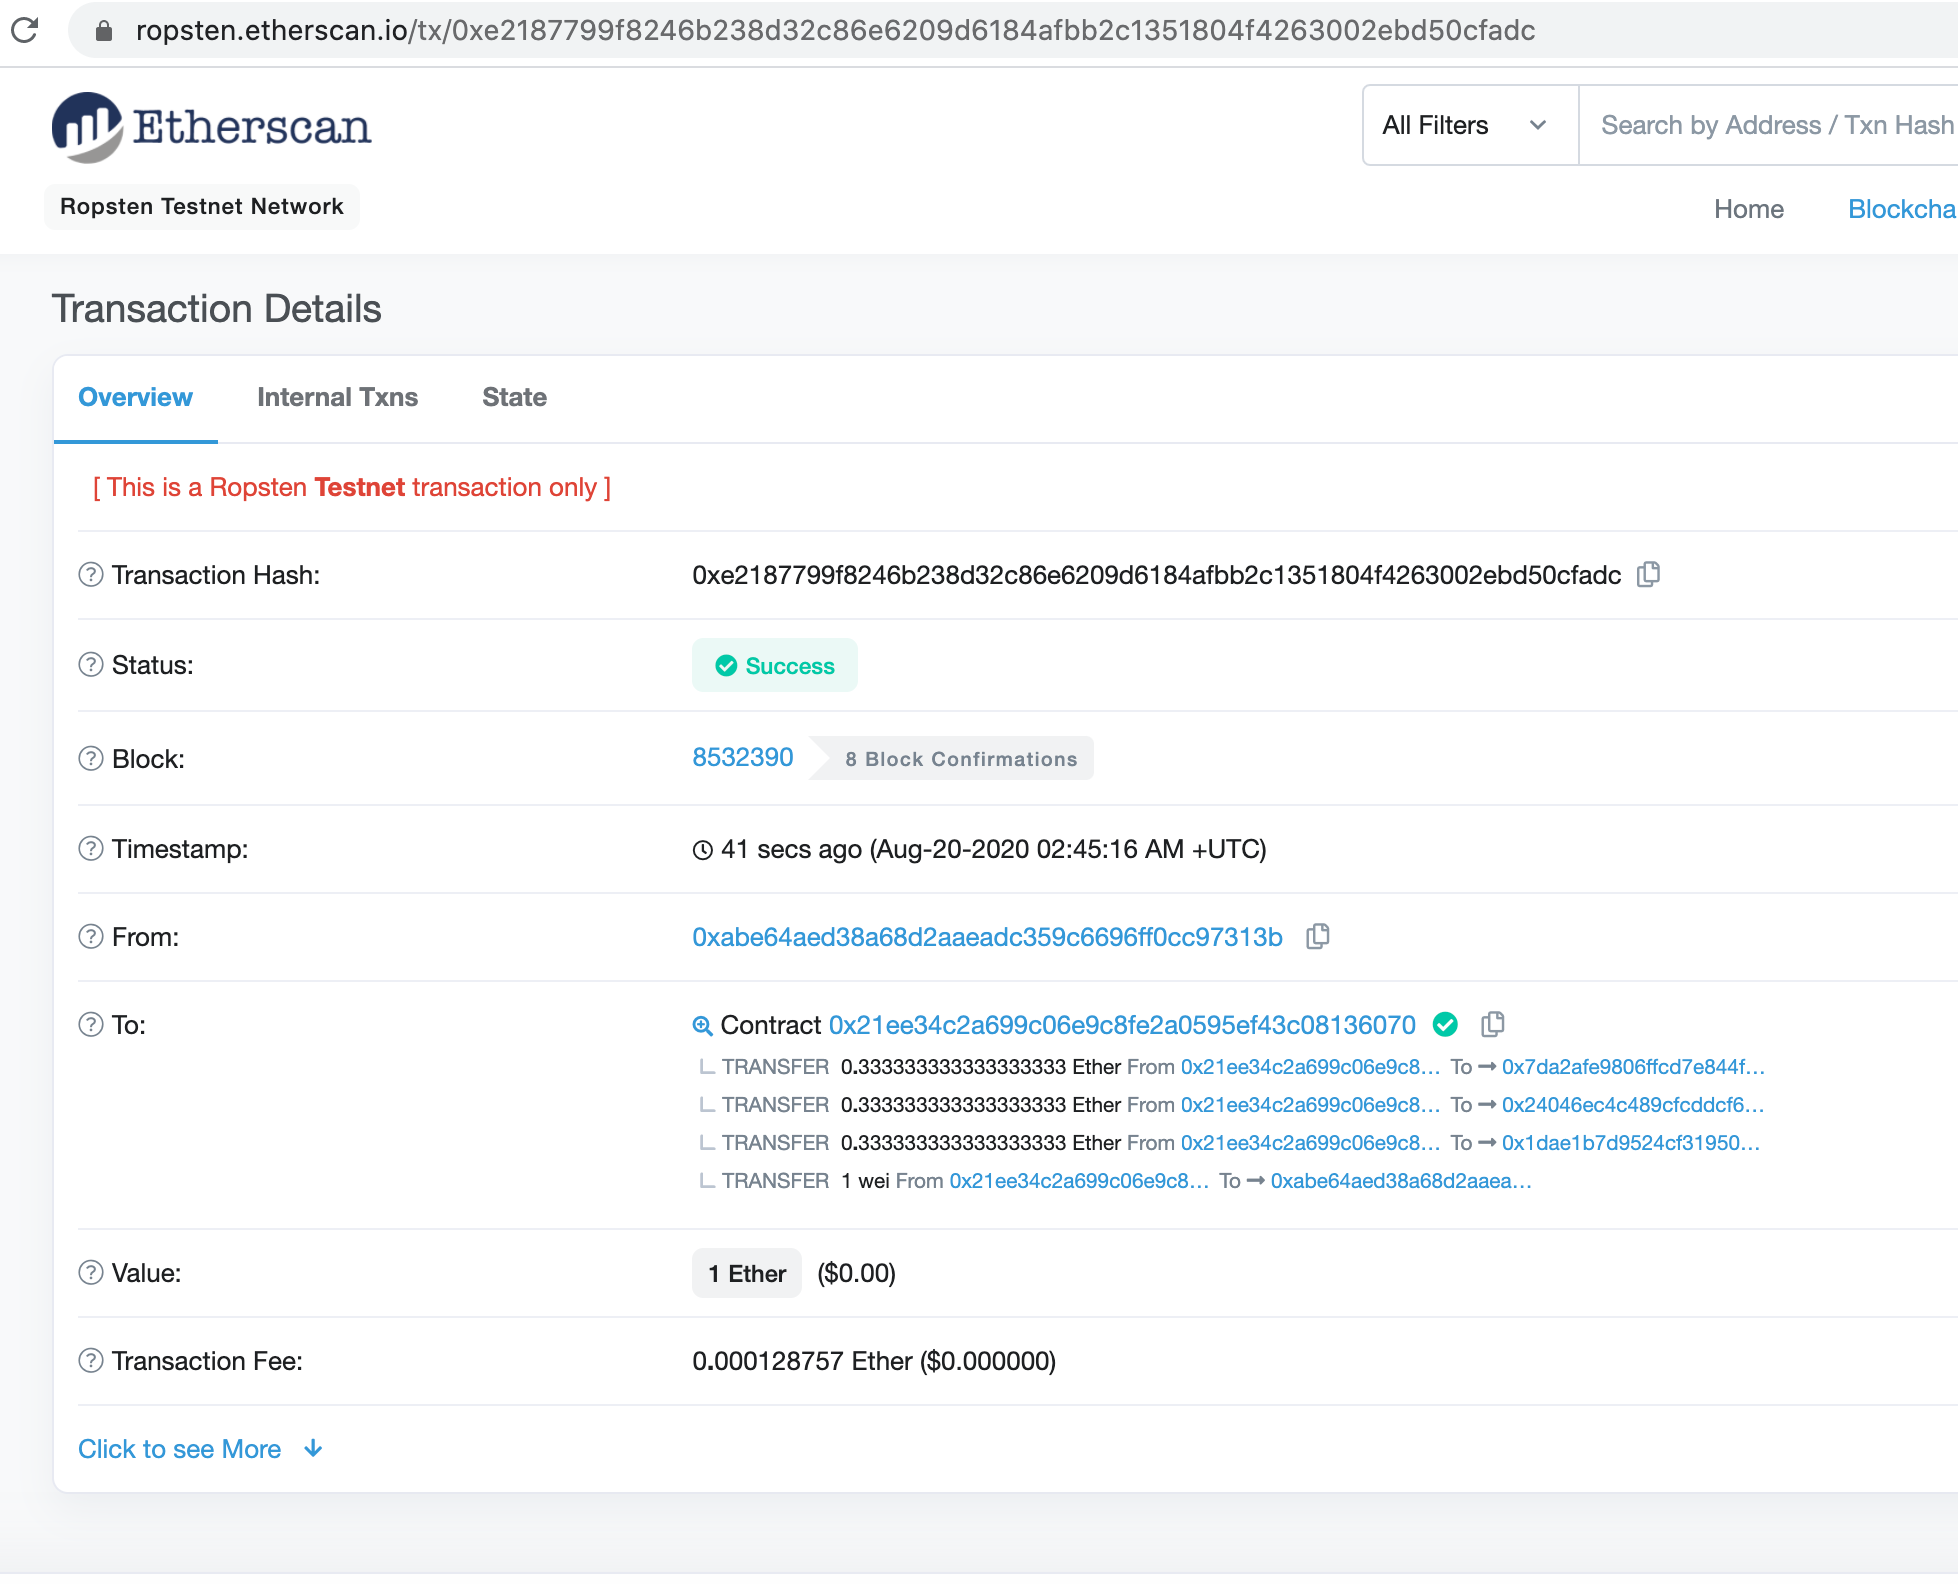 ropsten.etherscan.io/tx/0xe2187799f8246b238d32c86e6209d6184afbb2c1351804f4263002ebd50cfadc
Etherscan
All Filters
Search by Address / Txn Hash
Ropsten Testnet Network
Home
Blockcha
Transaction Details
Overview
Internal Txns
State
[ This is a Ropsten Testnet transaction only ]
Transaction Hash:
0xe2187799f8246b238d32c86e6209d6184afbb2c1351804f4263002ebd50cfadc
Status:
Success
Block:
8532390
8 Block Confirmations
Timestamp:
41 secs ago (Aug-20-2020 02:45:16 AM +UTC)
From:
0xabe64aed38a68d2aaeadc359c6696ff0cc97313b
To:
Contract 0x21ee34c2a699c06e9c8fe2a0595ef43c08136070
TRANSFER 0.333333333333333333 Ether From 0x21ee34c2a699c06e9c8... To → 0x7da2afe9806ffcd7e844f...
TRANSFER 0.333333333333333333 Ether From 0x21ee34c2a699c06e9c8... To → 0x24046ec4c489cfcddcf6...
TRANSFER 0.333333333333333333 Ether From 0x21ee34c2a699c06e9c8... To → 0x1dae1b7d9524cf31950...
TRANSFER 1 wei From 0x21ee34c2a699c06e9c8... To → 0xabe64aed38a68d2aaea...
Value:
1 Ether ($0.00)
Transaction Fee:
0.000128757 Ether ($0.000000)
Click to see More ↓